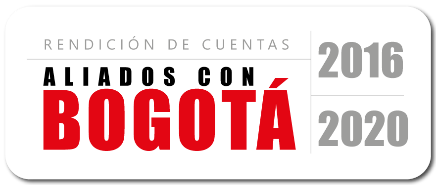 RENDICIÓN DE CUENTAS
ALIADOS CON
BOGOTÁ
2016
2020